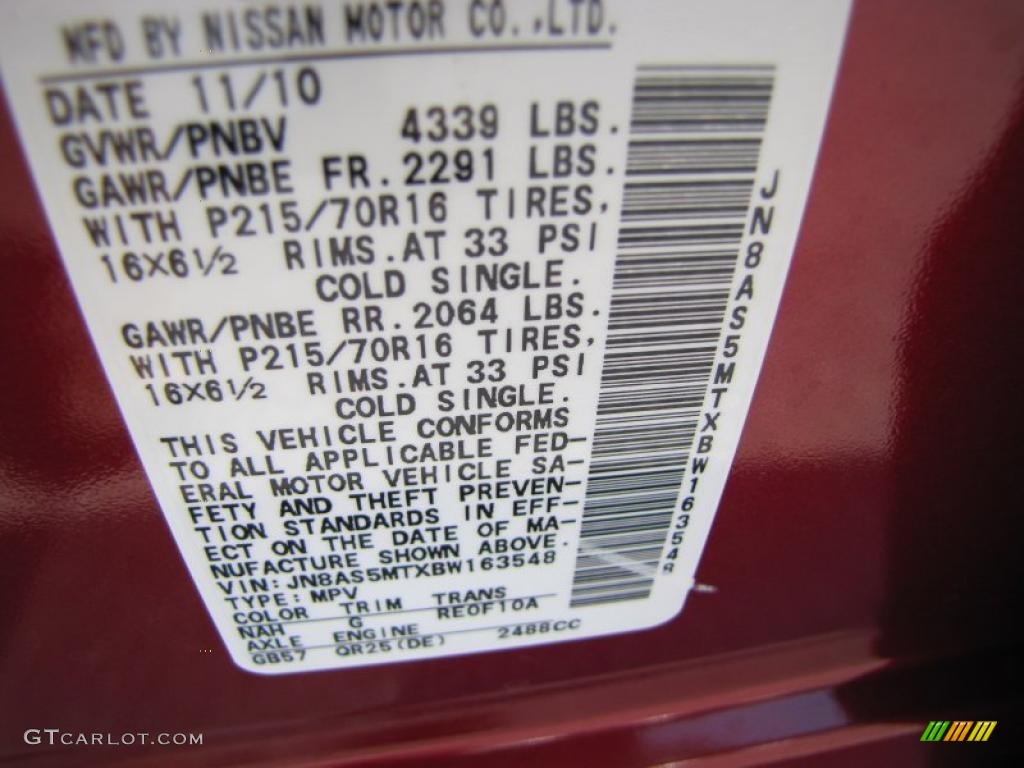 MFD BY NISSAN MOTOR CO.,LTD.
DATE 11/10
GVWR/PNBV 4339 LBS.
GAWR/PNBE FR. 2291 LBS.
WITH P215/70R16 TIRES,
16X6½ RIMS. AT 33 PSI
COLD SINGLE.
GAWR/PNBE RR. 2064 LBS.
WITH P215/70R16 TIRES,
16X6½ RIMS. AT 33 PSI
COLD SINGLE.
THIS VEHICLE CONFORMS
TO ALL APPLICABLE FED-
ERAL MOTOR VEHICLE SA-
FETY AND THEFT PREVEN-
TION STANDARDS IN EFF-
ECT ON THE DATE OF MA-
NUFACTURE SHOWN ABOVE.
VIN: JN8AS5MTXBW163548
TYPE: MPV
COLOR TRIM TRANS
NAH G RE0F10A
AXLE ENGINE
GB57 QR25(DE) 2488CC
JN8AS5MTXBW163548
GTCARLOT.COM